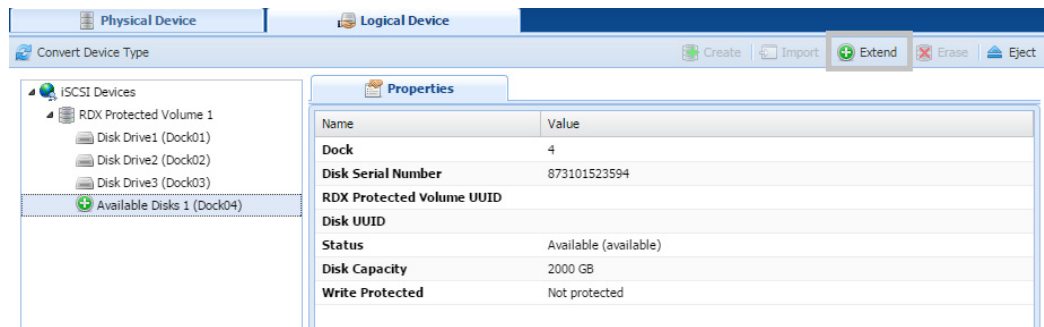 Physical Device
Logical Device
Convert Device Type
Create
Import
Extend
Erase
Eject
iSCSI Devices
RDX Protected Volume 1
Disk Drive1 (Dock01)
Disk Drive2 (Dock02)
Disk Drive3 (Dock03)
Available Disks 1 (Dock04)
Properties
Name Value
Dock 4
Disk Serial Number 873101523594
RDX Protected Volume UUID
Disk UUID
Status Available (available)
Disk Capacity 2000 GB
Write Protected Not protected